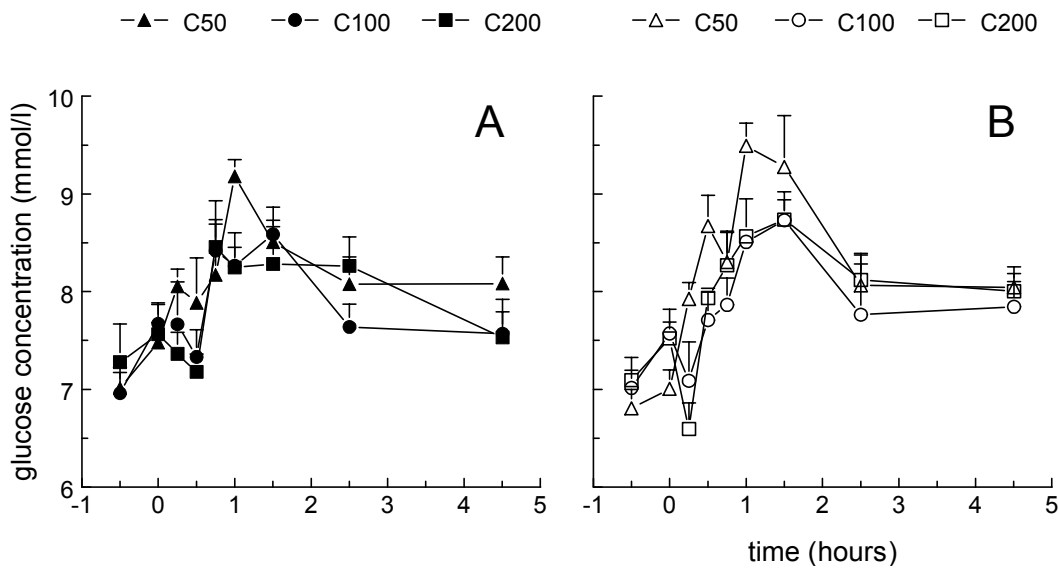 C50 C100 C200 C50 C100 C200
glucose concentration (mmol/l)
10
9
8
7
6
A
B
-1 0 1 2 3 4 5
-1 0 1 2 3 4 5
time (hours)